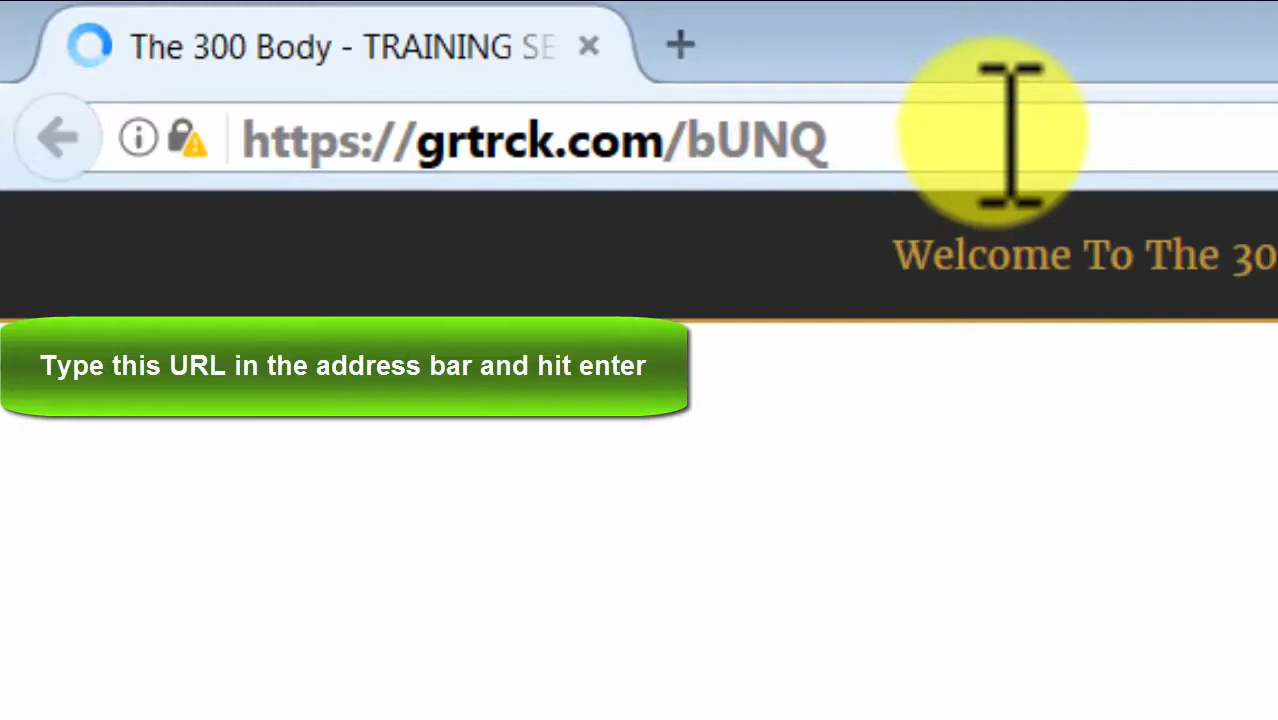 The 300 Body - TRAINING SE
https://grtrck.com/bUNQ
Welcome To The 30
Type this URL in the address bar and hit enter